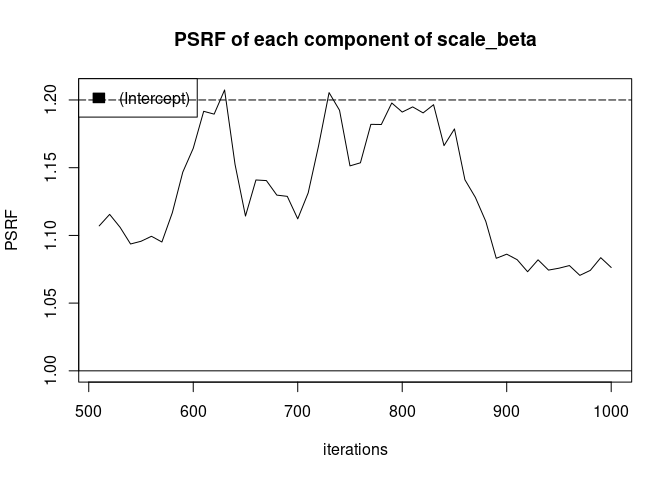 PSRF of each component of scale_beta
(Intercept)
PSRF
1.20
1.15
1.10
1.05
1.00
500 600 700 800 900 1000
iterations